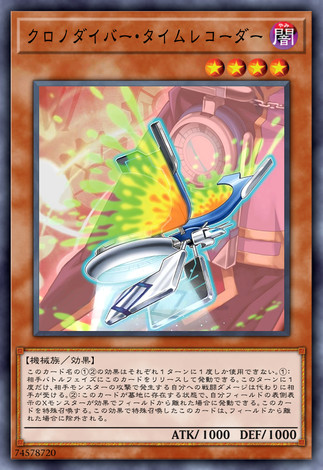 クロノダイバー・タイムレコーダー
闇
やみ
【機械族/効果】
このカード名の①②の効果はそれぞれ1ターンに1度しか使用できない。①:
相手バトルフェイズにこのカードをリリースして発動できる。このターンに1
度だけ、相手モンスターの攻撃で発生する自分への戦闘ダメージは代わりに相
手が受ける。②:このカードが墓地に存在する状態で、自分フィールドの表側表
示のXモンスターが効果でフィールドから離れた場合に発動できる。このカー
ドを特殊召喚する。この効果で特殊召喚したこのカードは、フィールドから離
れた場合に除外される。
ATK/1000 DEF/1000
74578720